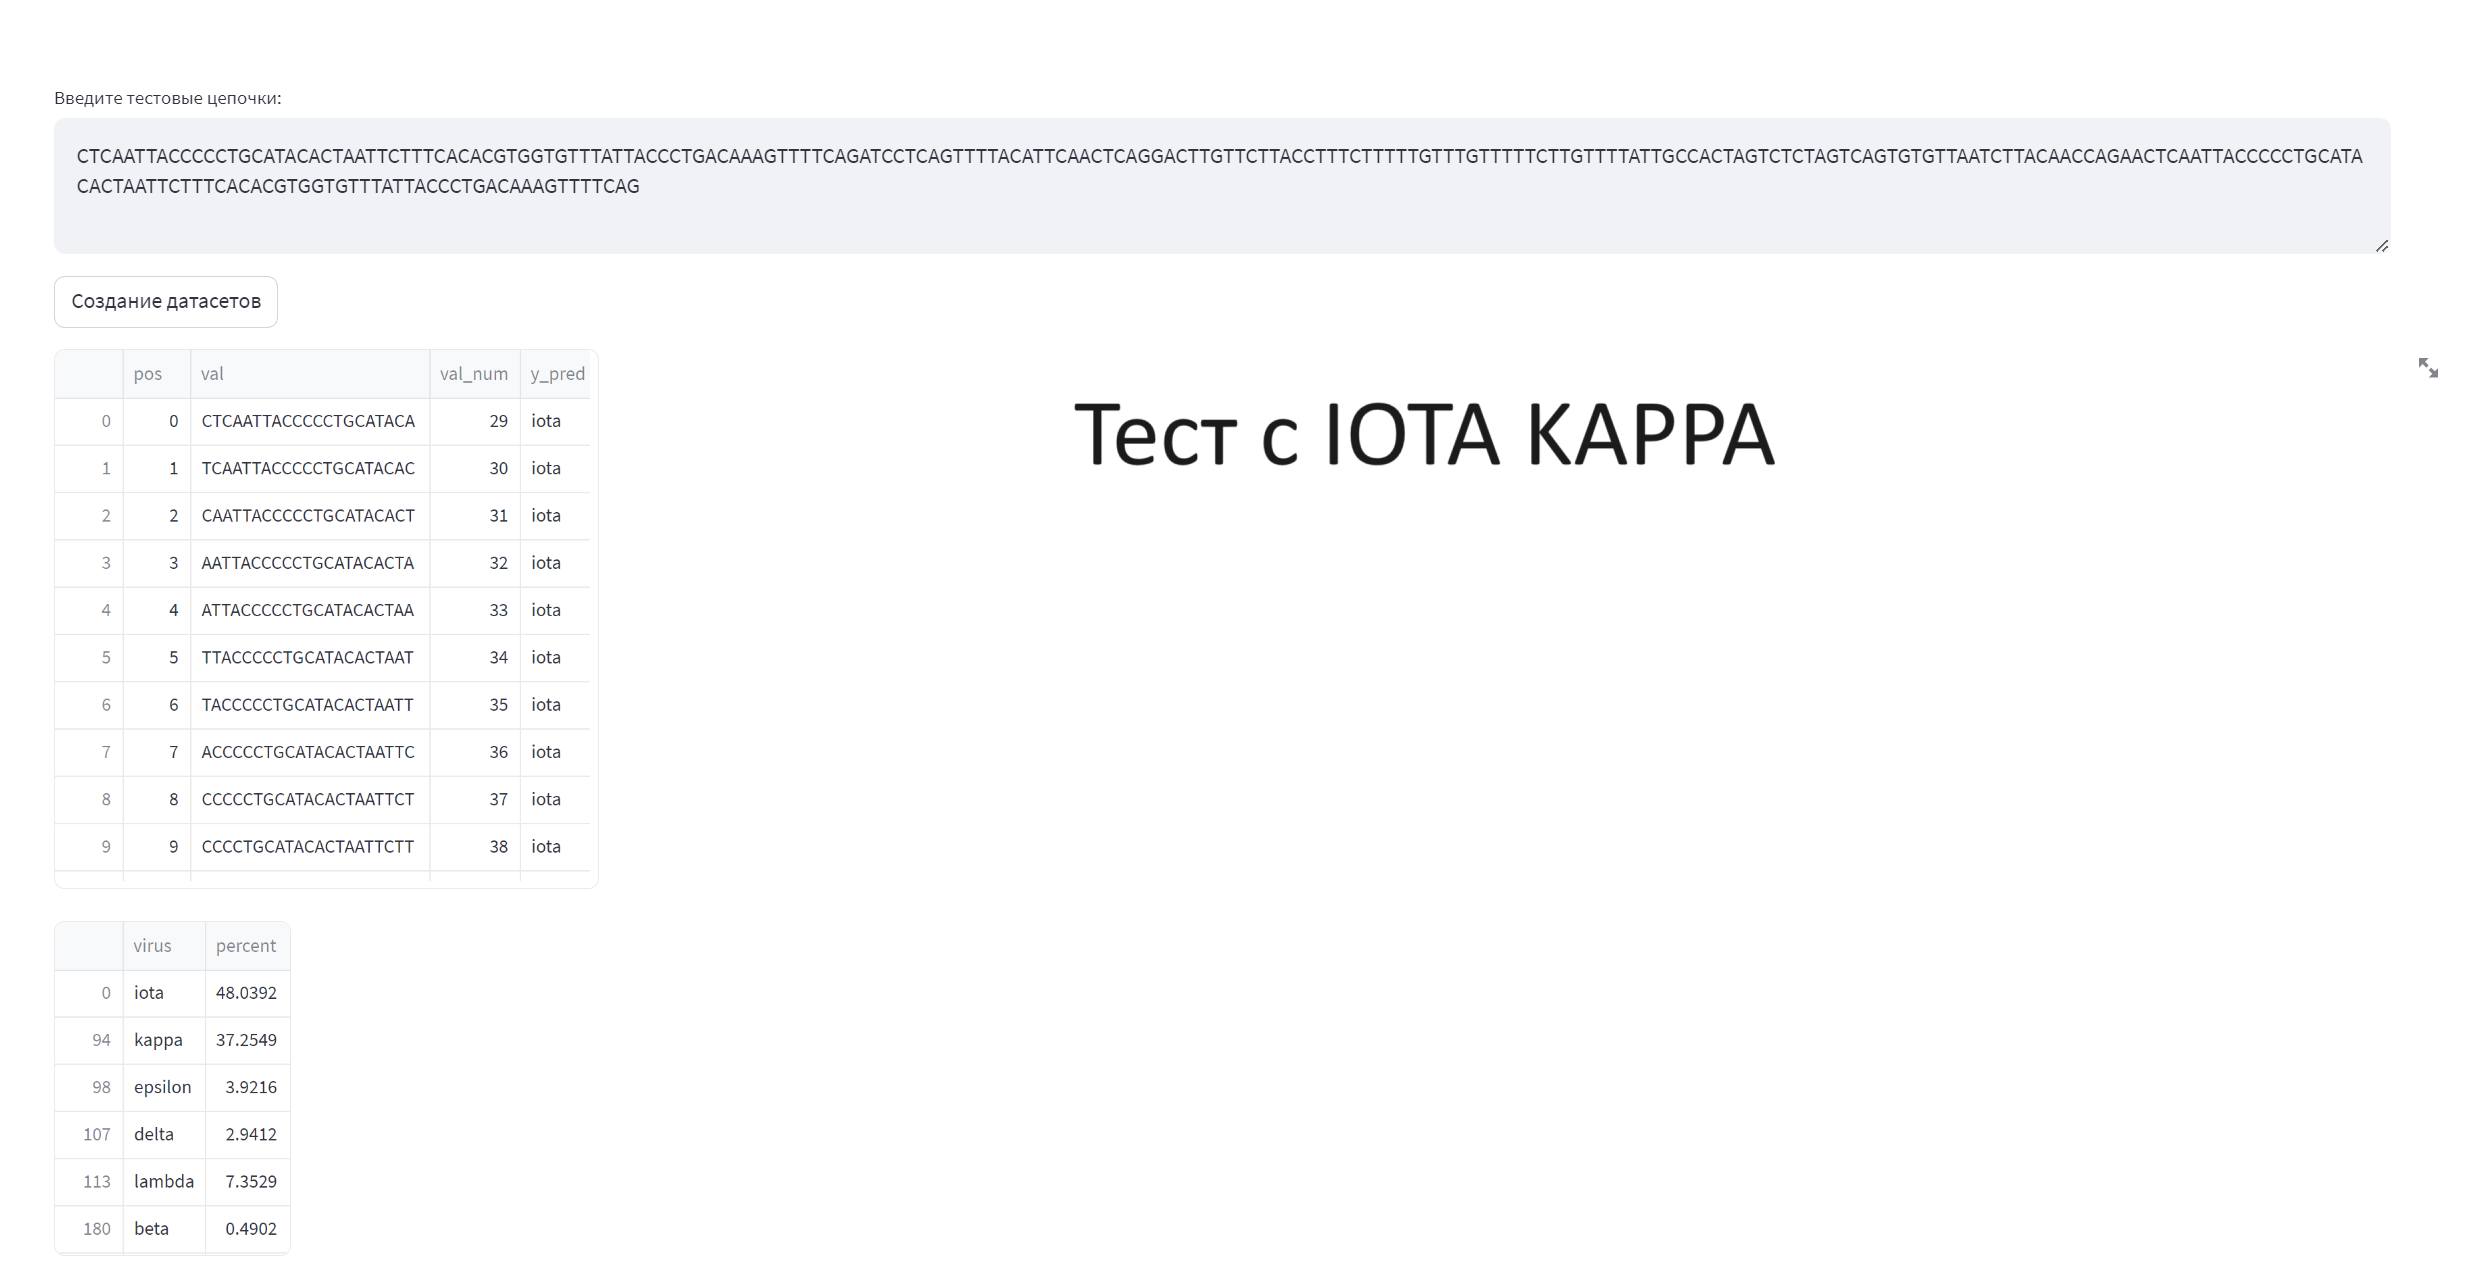 Введите тестовые цепочки:
CTCAATTACCCCCTGCATACACTAATTCTTTCACACGTGGTGTTTATTACCCTGACAAAGTTTTCAGATCCTCAGTTTTACATTCAACTCAGGACTTGTTCTTACCTTTCTTTTTGTTTGTTTTTCTTGTTTTATTGCCACTAGTCTCTAGTCAGTGTGTTAATCTTACAACCAGAACTCAATTACCCCCTGCATA
CACTAATTCTTTCACACGTGGTGTTTATTACCCTGACAAAGTTTTCAG
Создание датасетов
pos val val_num y_pred
0 0 CTCAATTACCCCCTGCATACA 29 iota
1 1 TCAATTACCCCCTGCATACAC 30 iota
2 2 CAATTACCCCCTGCATACACT 31 iota
3 3 AATTACCCCCTGCATACACTA 32 iota
4 4 ATTACCCCCTGCATACACTAA 33 iota
5 5 TTACCCCCTGCATACACTAAT 34 iota
6 6 TACCCCCTGCATACACTAATT 35 iota
7 7 ACCCCCTGCATACACTAATTC 36 iota
8 8 CCCCCTGCATACACTAATTCT 37 iota
9 9 CCCCTGCATACACTAATTCTT 38 iota
Тест с IOTA KAPPA
virus percent
0 iota 48.0392
94 kappa 37.2549
98 epsilon 3.9216
107 delta 2.9412
113 lambda 7.3529
180 beta 0.4902